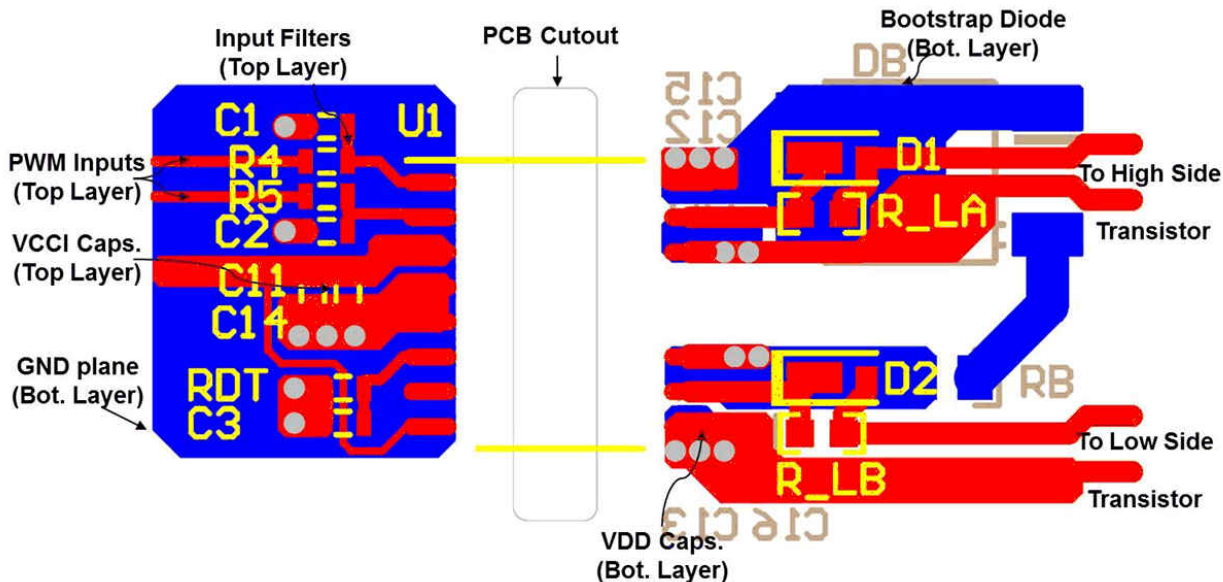 Input Filters
(Top Layer)
PCB Cutout
Bootstrap Diode
(Bot. Layer)
DB
C15
C12
C1
U1
PWM Inputs
(Top Layer)
R4
R5
C2
D1
R_LA
To High Side
Transistor
VCCI Caps.
(Top Layer)
C11
C14
GND plane
(Bot. Layer)
RDT
C3
D2
RB
To Low Side
Transistor
R_LB
C13 C16 C16
VDD Caps.
(Bot. Layer)